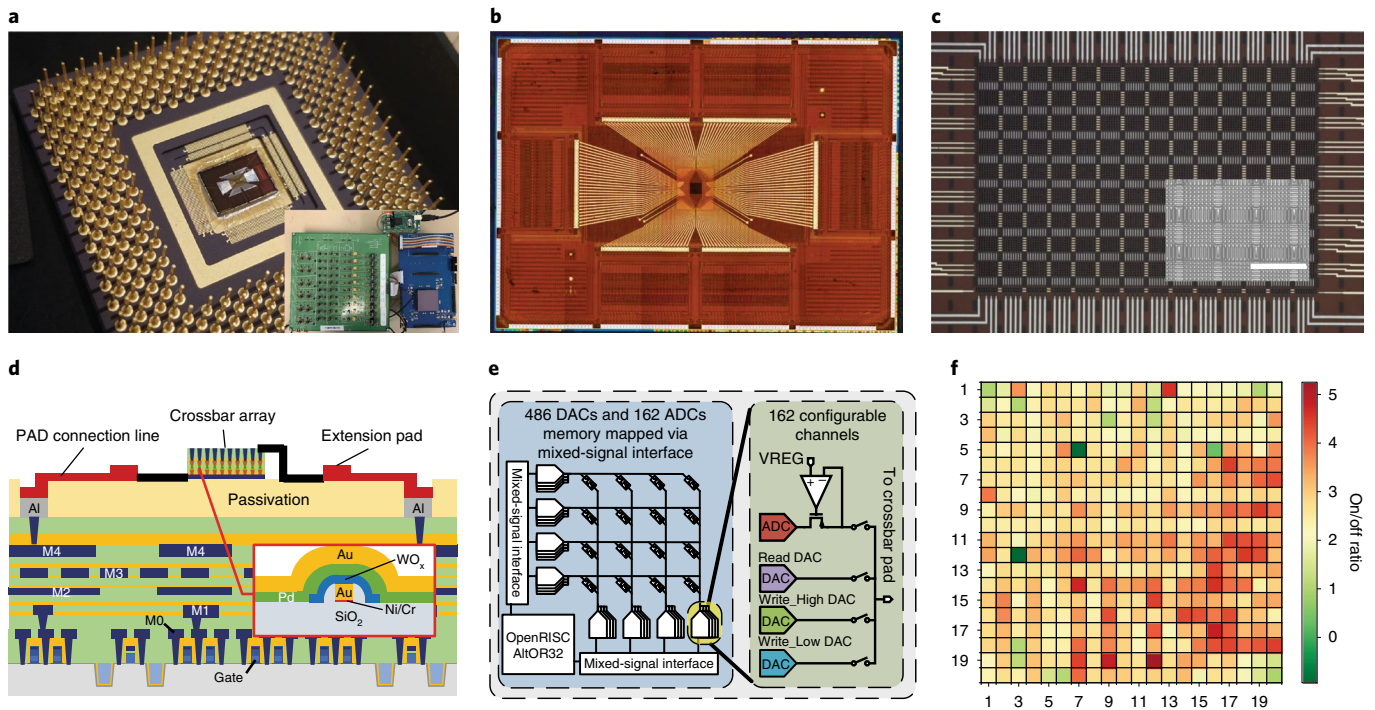 a
b
c
d
Crossbar array
PAD connection line
Extension pad
Passivation
Al
Al
M4
M4
M3
M2
M1
M0
Gate
Au
WOₓ
Au
Pd
Ni/Cr
SiO₂
e
486 DACs and 162 ADCs
memory mapped via
mixed-signal interface
Mixed-signal interface
OpenRISC
AltOR32
Mixed-signal interface
162 configurable
channels
VREG
+ −
ADC
Read DAC
DAC
Write_High DAC
DAC
Write_Low DAC
DAC
To crossbar pad
f
1
3
5
7
9
11
13
15
17
19
1 3 5 7 9 11 13 15 17 19
5
4
3
2
1
0
On/off ratio